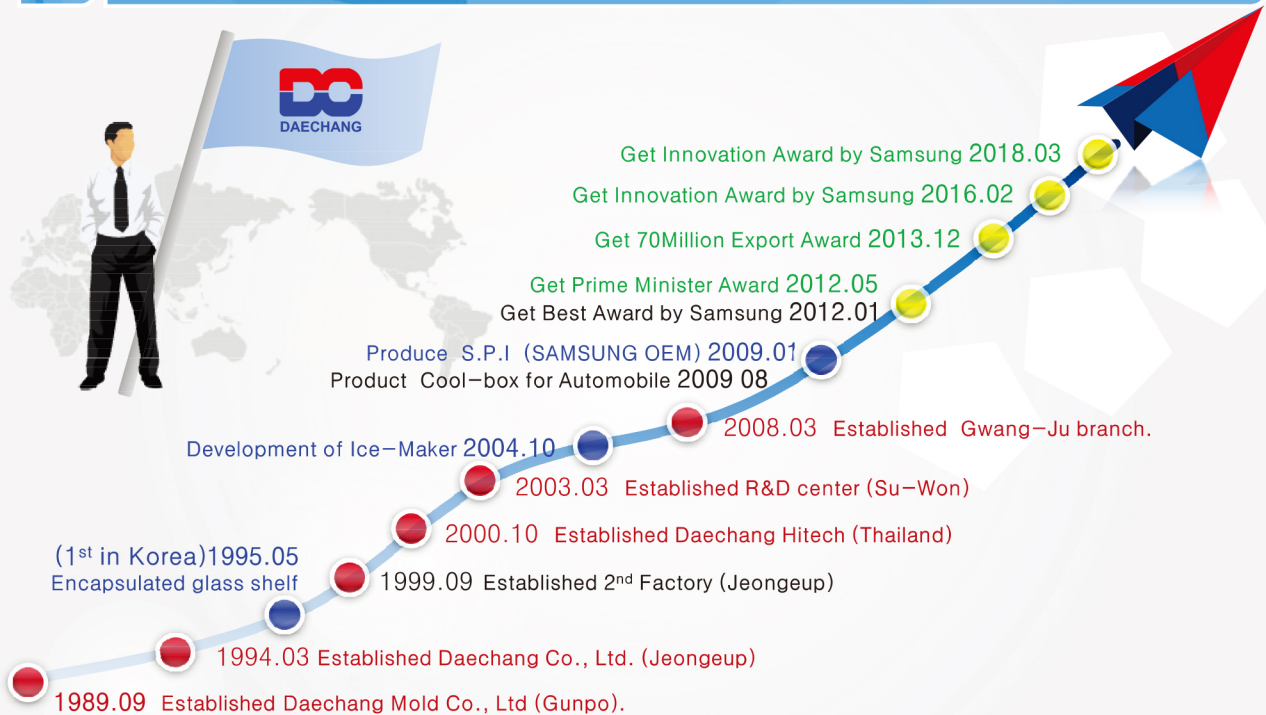 DC
DAECHANG
Get Innovation Award by Samsung 2018.03
Get Innovation Award by Samsung 2016.02
Get 70Million Export Award 2013.12
Get Prime Minister Award 2012.05
Get Best Award by Samsung 2012.01
Produce S.P.I (SAMSUNG OEM) 2009.01
Product Cool-box for Automobile 2009 08
2008.03 Established Gwang-Ju branch.
Development of Ice-Maker 2004.10
2003.03 Established R&D center (Su-Won)
2000.10 Established Daechang Hitech (Thailand)
(1st in Korea)1995.05
Encapsulated glass shelf
1999.09 Established 2nd Factory (Jeongeup)
1994.03 Established Daechang Co., Ltd. (Jeongeup)
1989.09 Established Daechang Mold Co., Ltd (Gunpo).